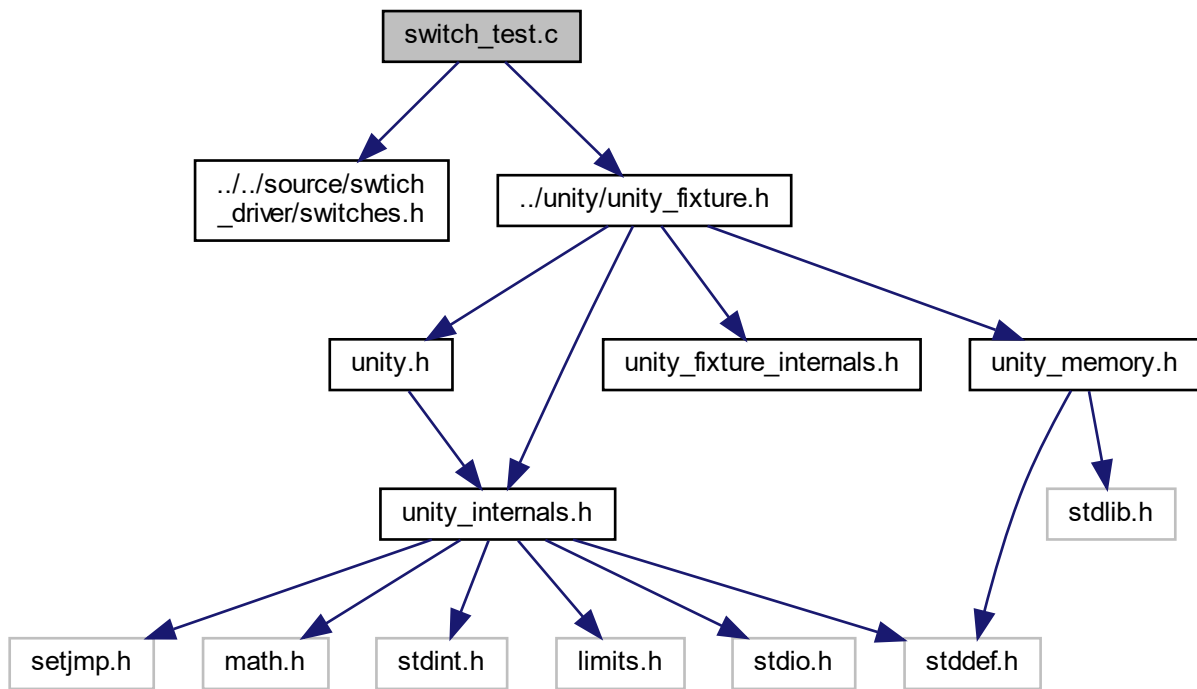 switch_test.c
../../source/swtich
_driver/switches.h
../unity/unity_fixture.h
unity.h
unity_fixture_internals.h
unity_memory.h
unity_internals.h
stdlib.h
setjmp.h
math.h
stdint.h
limits.h
stdio.h
stddef.h